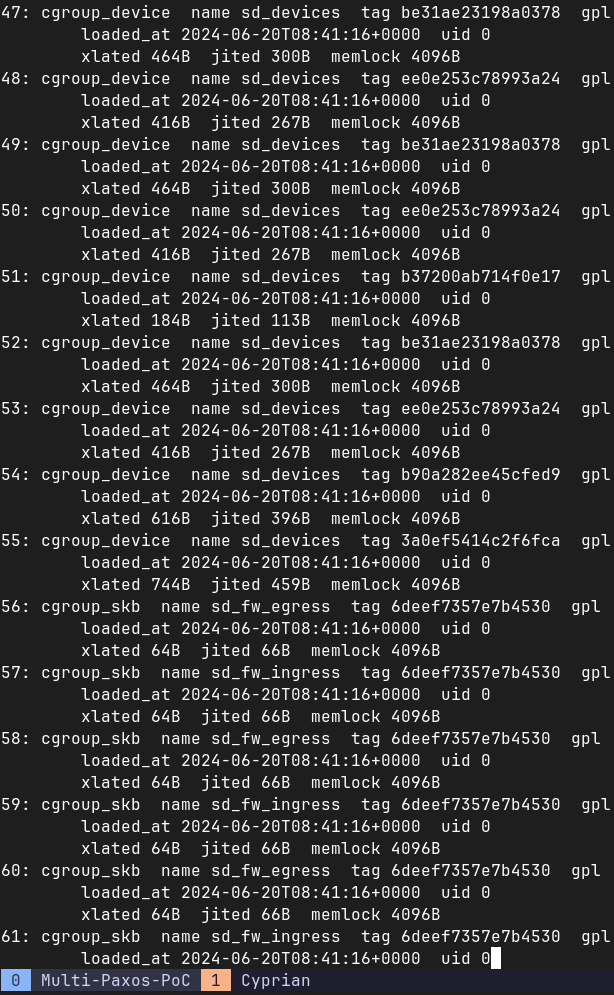 47: cgroup_device  name sd_devices  tag be31ae23198a0378  gpl
        loaded_at 2024-06-20T08:41:16+0000  uid 0
        xlated 464B  jited 300B  memlock 4096B
48: cgroup_device  name sd_devices  tag ee0e253c78993a24  gpl
        loaded_at 2024-06-20T08:41:16+0000  uid 0
        xlated 416B  jited 267B  memlock 4096B
49: cgroup_device  name sd_devices  tag be31ae23198a0378  gpl
        loaded_at 2024-06-20T08:41:16+0000  uid 0
        xlated 464B  jited 300B  memlock 4096B
50: cgroup_device  name sd_devices  tag ee0e253c78993a24  gpl
        loaded_at 2024-06-20T08:41:16+0000  uid 0
        xlated 416B  jited 267B  memlock 4096B
51: cgroup_device  name sd_devices  tag b37200ab714f0e17  gpl
        loaded_at 2024-06-20T08:41:16+0000  uid 0
        xlated 184B  jited 113B  memlock 4096B
52: cgroup_device  name sd_devices  tag be31ae23198a0378  gpl
        loaded_at 2024-06-20T08:41:16+0000  uid 0
        xlated 464B  jited 300B  memlock 4096B
53: cgroup_device  name sd_devices  tag ee0e253c78993a24  gpl
        loaded_at 2024-06-20T08:41:16+0000  uid 0
        xlated 416B  jited 267B  memlock 4096B
54: cgroup_device  name sd_devices  tag b90a282ee45cfed9  gpl
        loaded_at 2024-06-20T08:41:16+0000  uid 0
        xlated 616B  jited 396B  memlock 4096B
55: cgroup_device  name sd_devices  tag 3a0ef5414c2f6fca  gpl
        loaded_at 2024-06-20T08:41:16+0000  uid 0
        xlated 744B  jited 459B  memlock 4096B
56: cgroup_skb  name sd_fw_egress  tag 6deef7357e7b4530  gpl
        loaded_at 2024-06-20T08:41:16+0000  uid 0
        xlated 64B  jited 66B  memlock 4096B
57: cgroup_skb  name sd_fw_ingress  tag 6deef7357e7b4530  gpl
        loaded_at 2024-06-20T08:41:16+0000  uid 0
        xlated 64B  jited 66B  memlock 4096B
58: cgroup_skb  name sd_fw_egress  tag 6deef7357e7b4530  gpl
        loaded_at 2024-06-20T08:41:16+0000  uid 0
        xlated 64B  jited 66B  memlock 4096B
59: cgroup_skb  name sd_fw_ingress  tag 6deef7357e7b4530  gpl
        loaded_at 2024-06-20T08:41:16+0000  uid 0
        xlated 64B  jited 66B  memlock 4096B
60: cgroup_skb  name sd_fw_egress  tag 6deef7357e7b4530  gpl
        loaded_at 2024-06-20T08:41:16+0000  uid 0
        xlated 64B  jited 66B  memlock 4096B
61: cgroup_skb  name sd_fw_ingress  tag 6deef7357e7b4530  gpl
        loaded_at 2024-06-20T08:41:16+0000  uid 0
0 Multi-Paxos-PoC 1 Cyprian